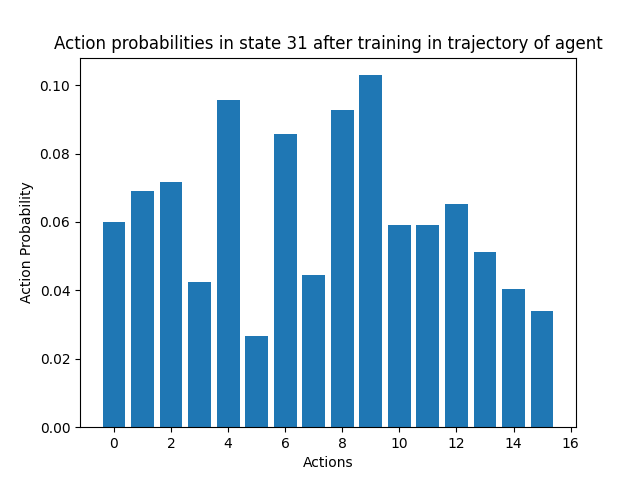 Action probabilities in state 31 after training in trajectory of agent
Action Probability
0.10
0.08
0.06
0.04
0.02
0.00
0 2 4 6 8 10 12 14 16
Actions